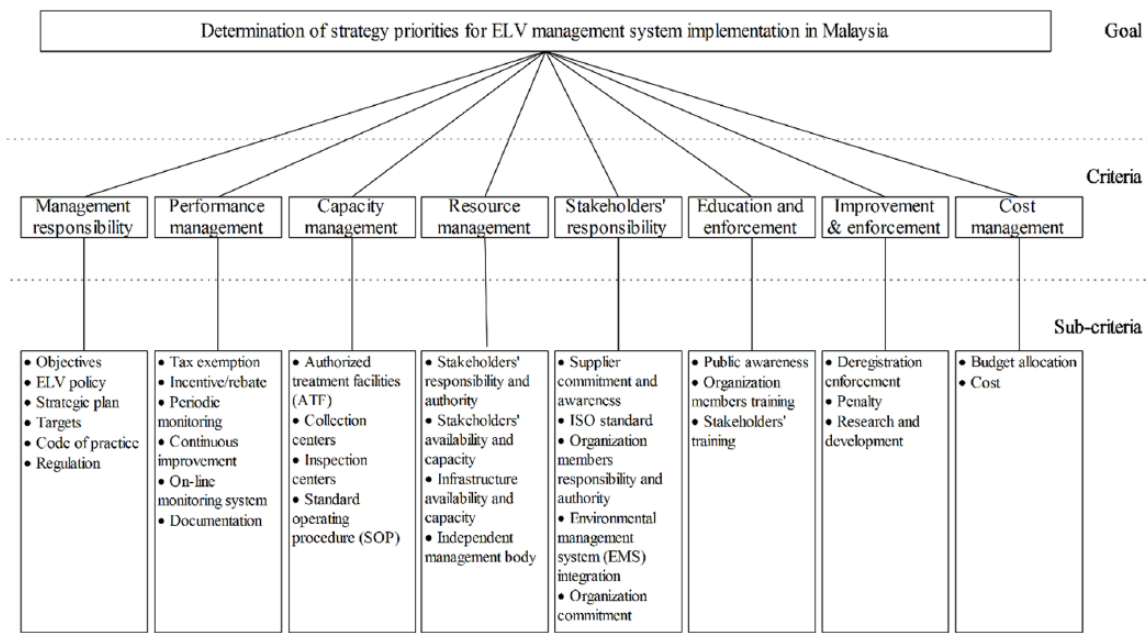 Determination of strategy priorities for ELV management system implementation in Malaysia
Goal
Criteria
Management
responsibility
Performance
management
Capacity
management
Resource
management
Stakeholders'
responsibility
Education and
enforcement
Improvement
& enforcement
Cost
management
Sub-criteria
• Objectives
• ELV policy
• Strategic plan
• Targets
• Code of practice
• Regulation
• Tax exemption
• Incentive/rebate
• Periodic
monitoring
• Continuous
improvement
• On-line
monitoring system
• Documentation
• Authorized
treatment facilities
(ATF)
• Collection
centers
• Inspection
centers
• Standard
operating
procedure (SOP)
• Stakeholders'
responsibility and
authority
• Stakeholders'
availability and
capacity
• Infrastructure
availability and
capacity
• Independent
management body
• Supplier
commitment and
awareness
• ISO standard
• Organization
members
responsibility and
authority
• Environmental
management
system (EMS)
integration
• Organization
commitment
• Public awareness
• Organization
members training
• Stakeholders'
training
• Deregistration
enforcement
• Penalty
• Research and
development
• Budget allocation
• Cost